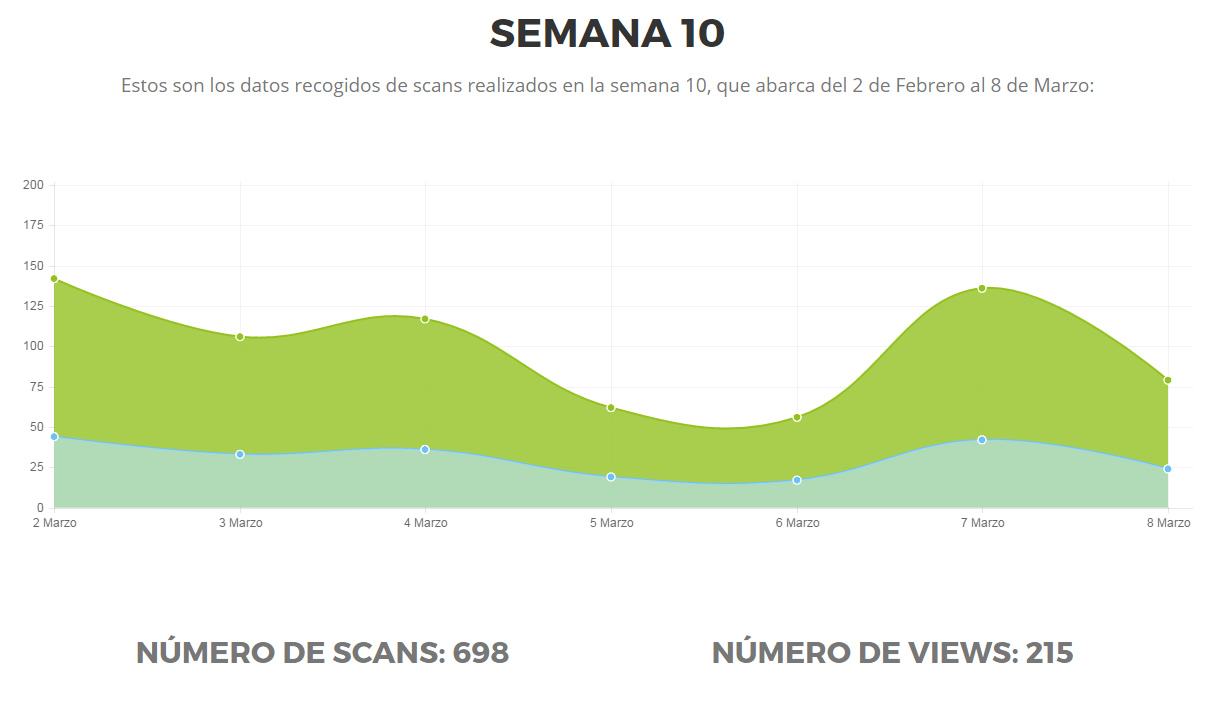 SEMANA 10
Estos son los datos recogidos de scans realizados en la semana 10, que abarca del 2 de Febrero al 8 de Marzo:
200
175
150
125
100
75
50
25
0
2 Marzo 3 Marzo 4 Marzo 5 Marzo 6 Marzo 7 Marzo 8 Marzo
NÚMERO DE SCANS: 698 NÚMERO DE VIEWS: 215